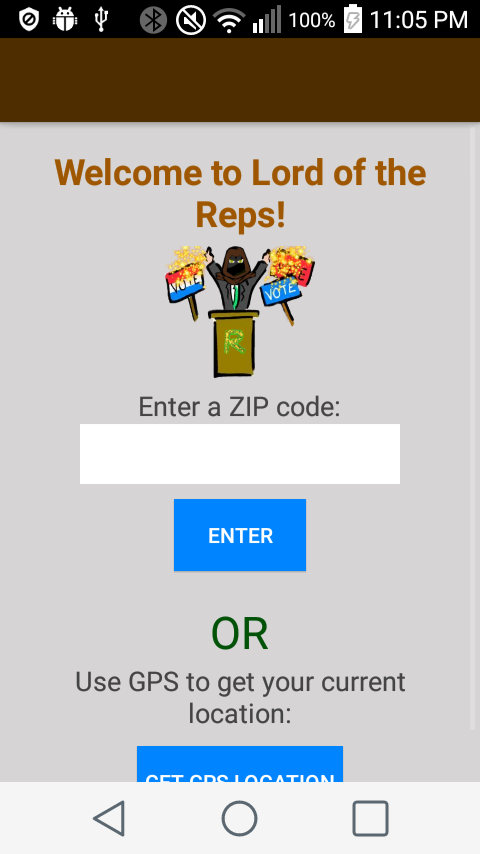 100% 11:05 PM
Welcome to Lord of the
Reps!
VOTE
VOTE
R
Enter a ZIP code:
ENTER
OR
Use GPS to get your current
location:
GET GPS LOCATION